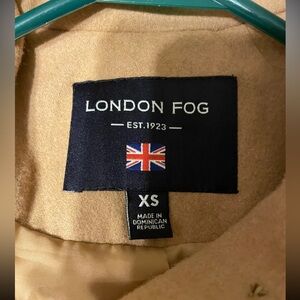 LONDON FOG
EST.1923
XS
MADE IN
DOMINICAN
REPUBLIC